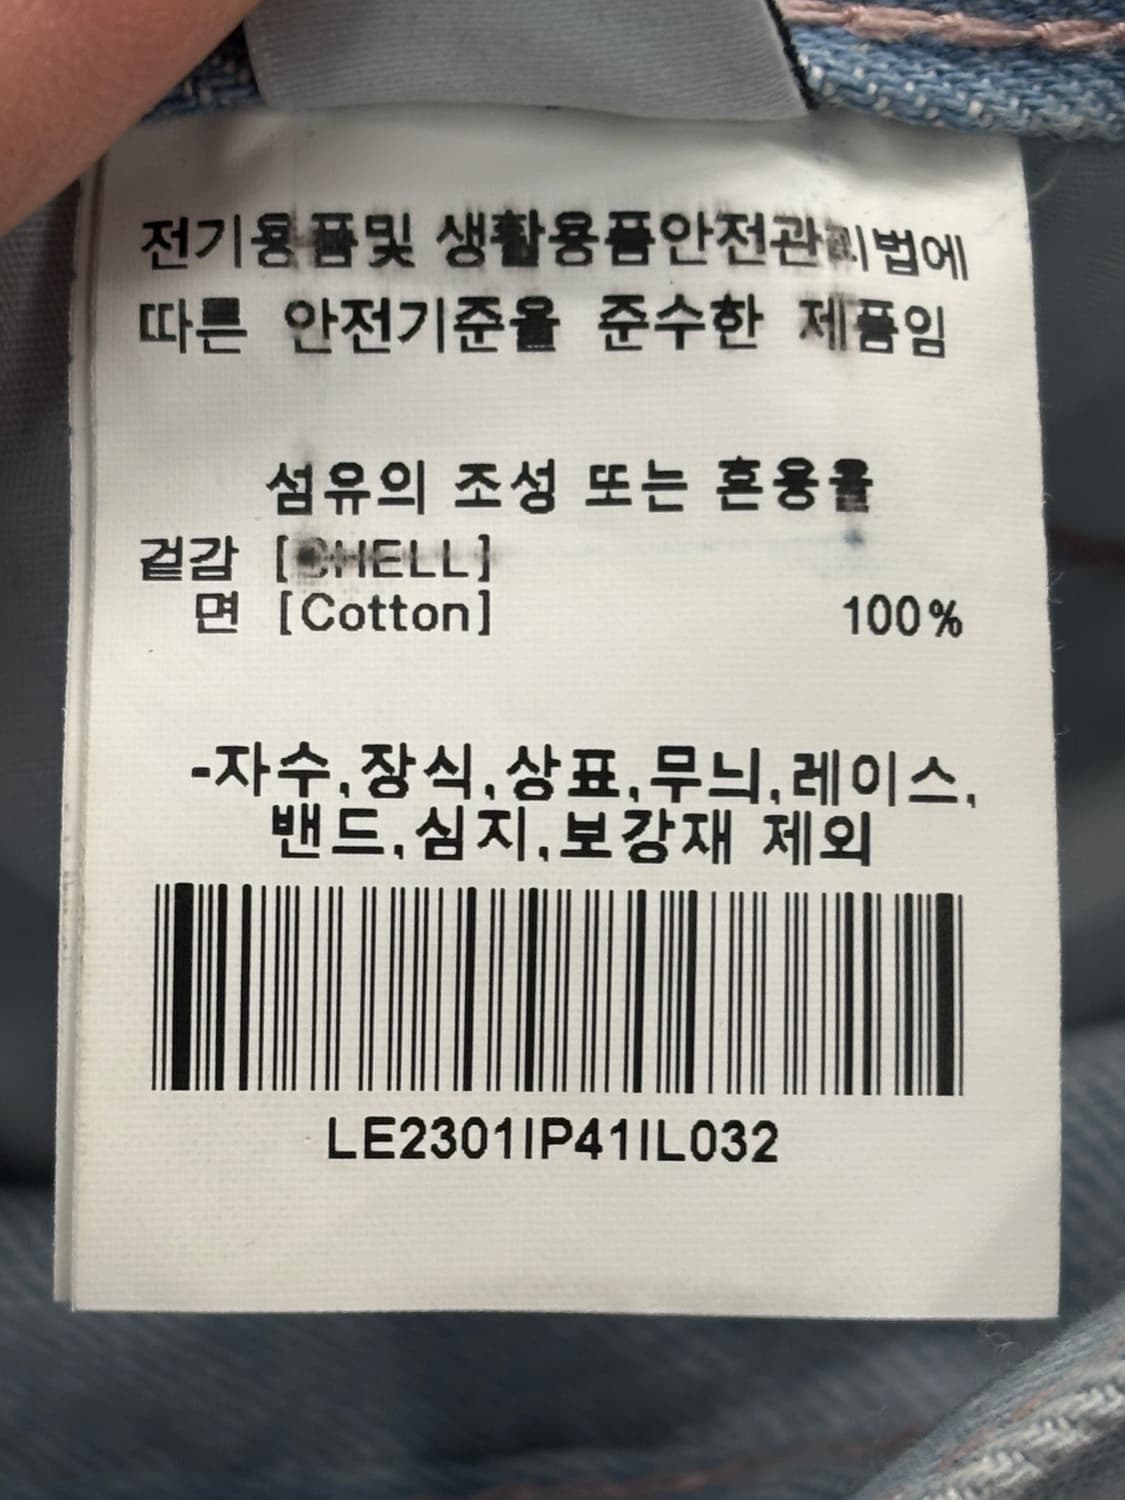 전기용품및 생활용품안전관리법에
따른 안전기준을 준수한 제품임
섬유의 조성 또는 혼용율
겉감 [SHELL]
면 [Cotton] 100%
-자수,장식,상표,무늬,레이스,
밴드,심지,보강재 제외
LE2301IP41IL032